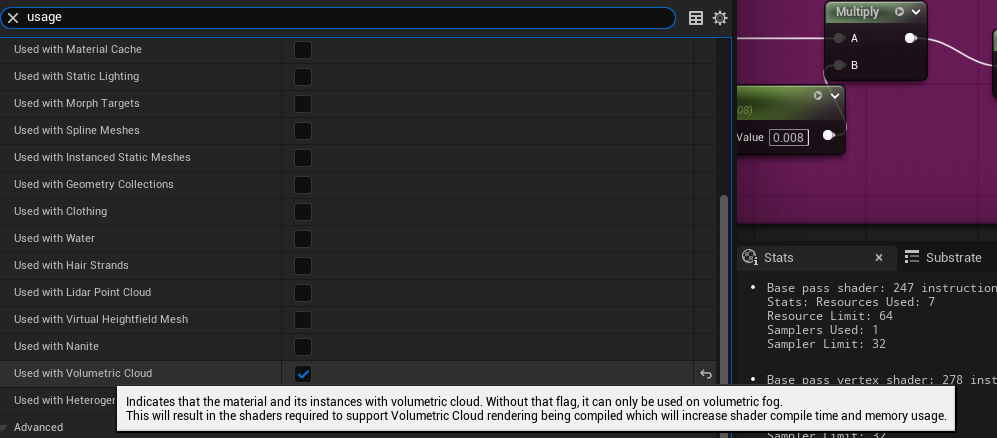 usage
Used with Material Cache
Used with Static Lighting
Used with Morph Targets
Used with Spline Meshes
Used with Instanced Static Meshes
Used with Geometry Collections
Used with Clothing
Used with Water
Used with Hair Strands
Used with Lidar Point Cloud
Used with Virtual Heightfield Mesh
Used with Nanite
Used with Volumetric Cloud
Used with Heteroger
Advanced
Indicates that the material and its instances with volumetric cloud. Without that flag, it can only be used on volumetric fog.
This will result in the shaders required to support Volumetric Cloud rendering being compiled which will increase shader compile time and memory usage.
Multiply
A
B
08)
Value 0.008
Stats
Substrate
Base pass shader: 247 instruction
Stats: Resources Used: 7
Resource Limit: 64
Samplers Used: 1
Sampler Limit: 32
Base pass vertex shader: 278 inst
Sampler Limit: 32